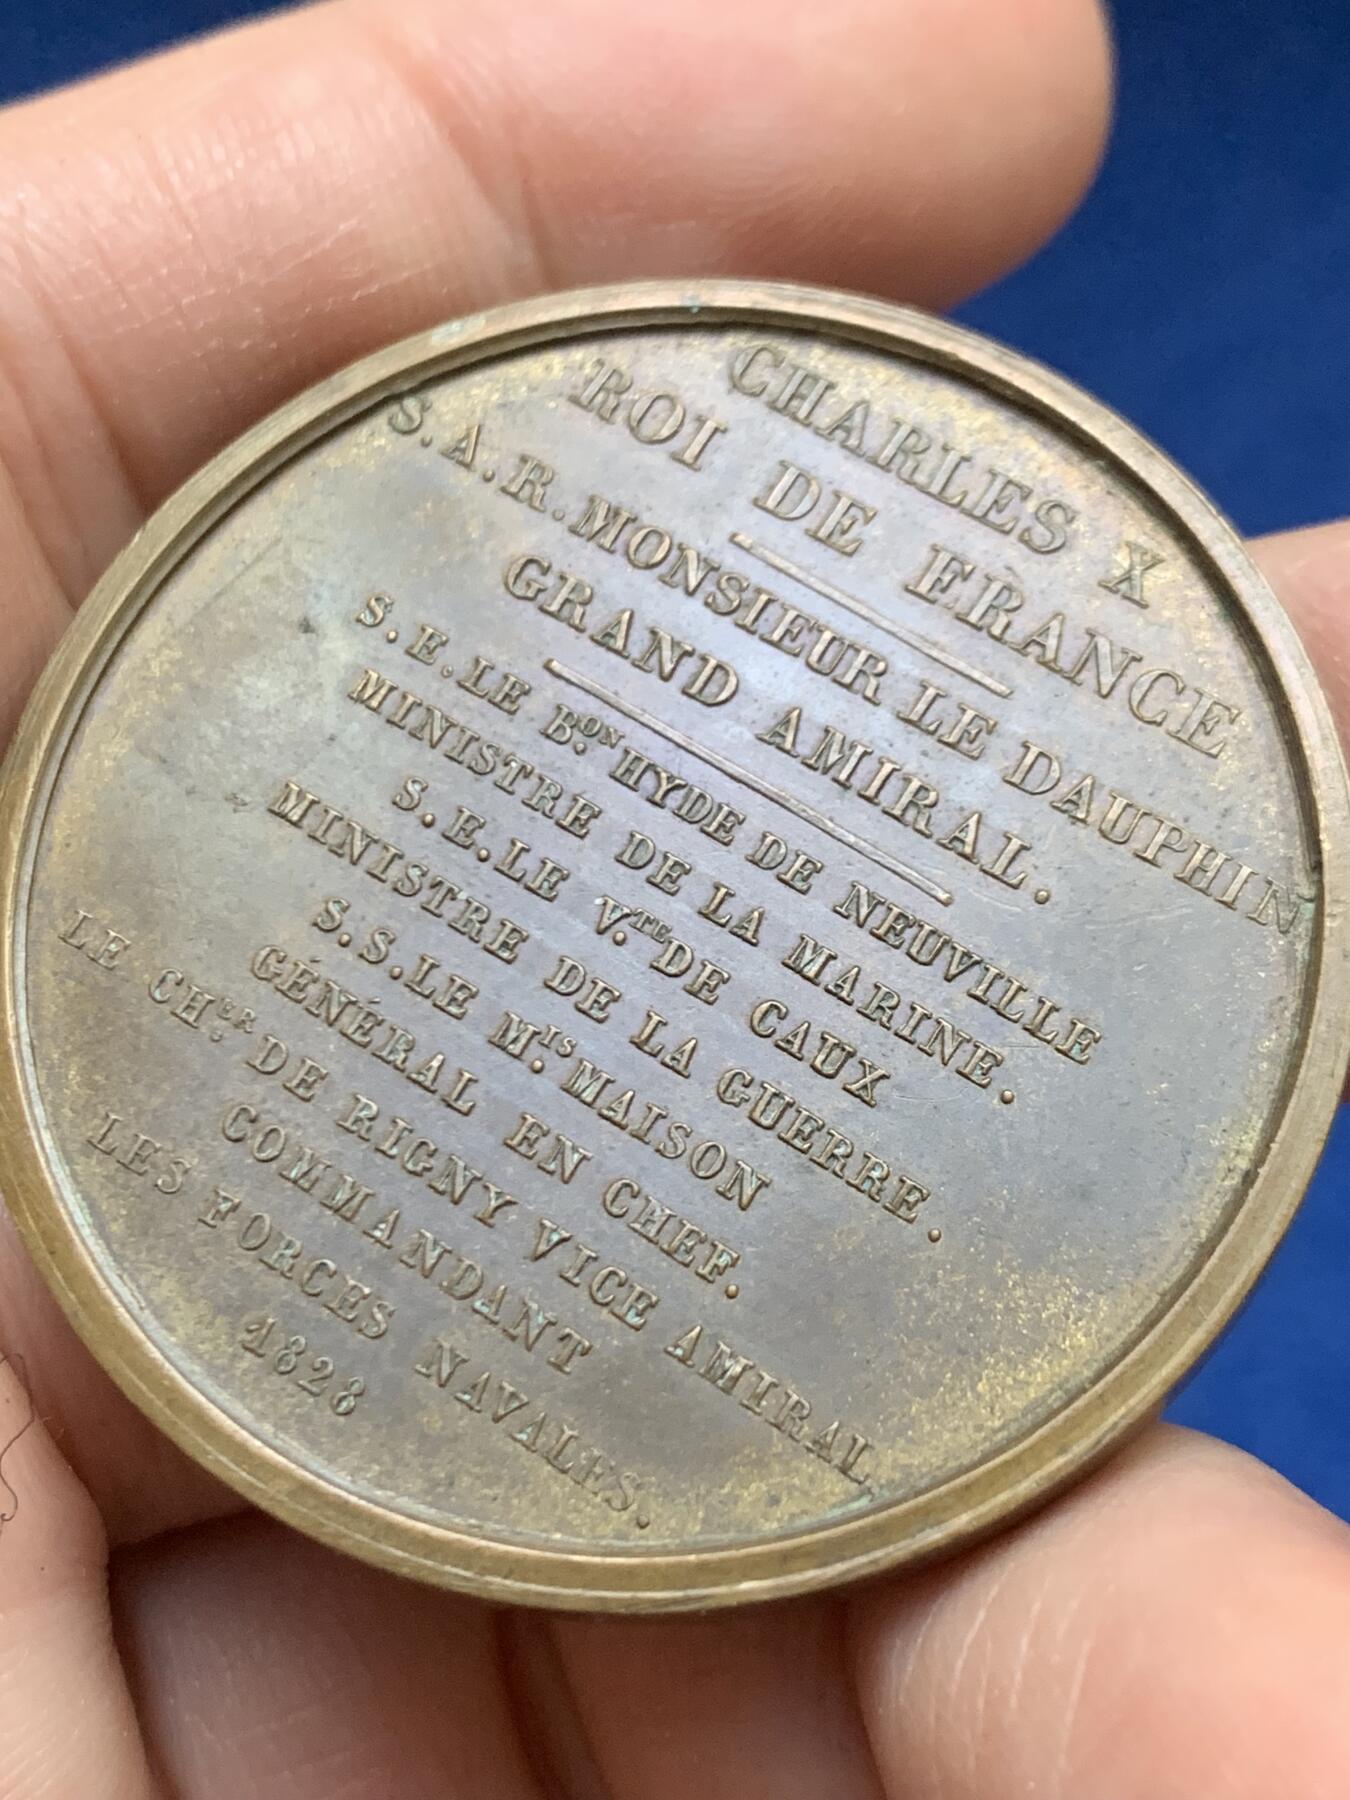 CHARLES X
ROI DE FRANCE
S.A.R. MONSIEUR LE DAUPHIN
GRAND AMIRAL.
S.E. LE B.ON HYDE DE NEUVILLE
MINISTRE DE LA MARINE.
S.E. LE V.TE DE CAUX
MINISTRE DE LA GUERRE.
S.S. LE M.IS MAISON
GÉNÉRAL EN CHEF.
LE CH.ER DE RIGNY VICE AMIRAL
COMMANDANT
LES FORCES NAVALES.
1828